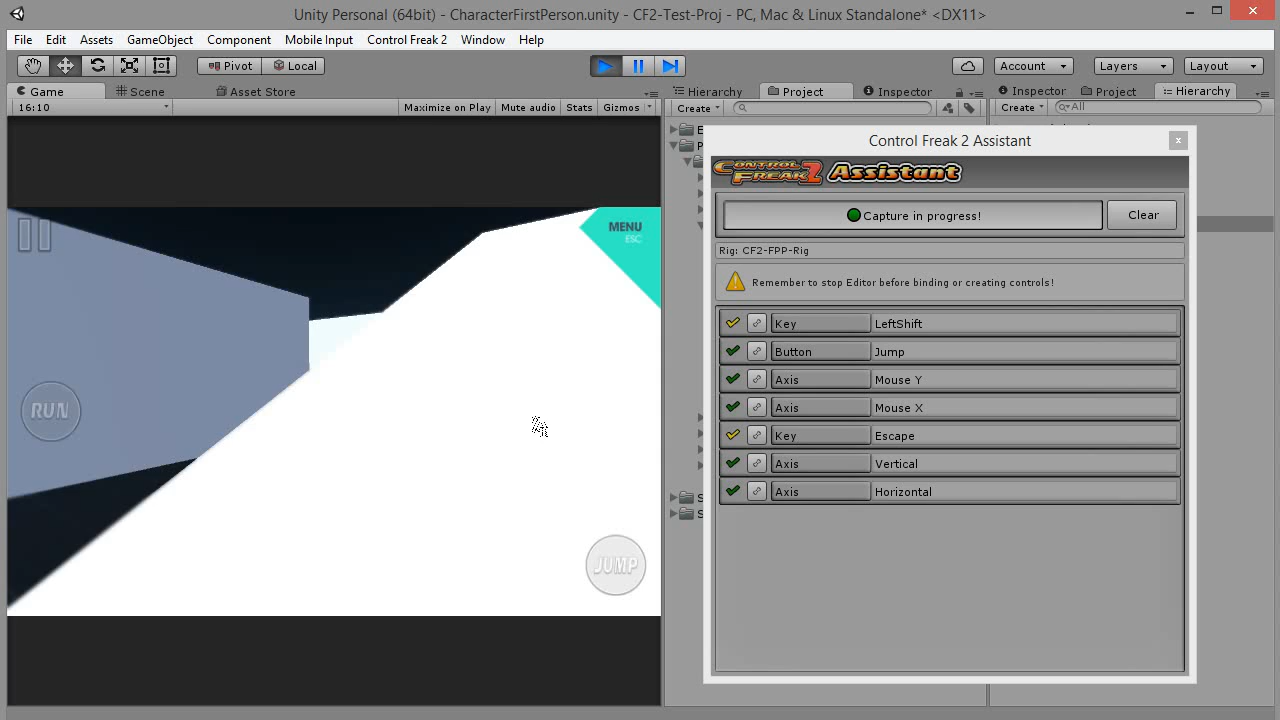 Unity Personal (64bit) - CharacterFirstPerson.unity - CF2-Test-Proj - PC, Mac & Linux Standalone* <DX11>
File Edit Assets GameObject Component Mobile Input Control Freak 2 Window Help
Pivot Local Account Layers Layout
Game Scene Asset Store Hierarchy Project Inspector Inspector Project Hierarchy
16:10 Maximize on Play Mute audio Stats Gizmos Create Create All
Control Freak 2 Assistant
CONTROL FREAK 2 Assistant
Capture in progress! Clear
Rig: CF2-FPP-Rig
Remember to stop Editor before binding or creating controls!
Key LeftShift
Button Jump
Axis Mouse Y
Axis Mouse X
Key Escape
Axis Vertical
Axis Horizontal
MENU
ESC
RUN
JUMP